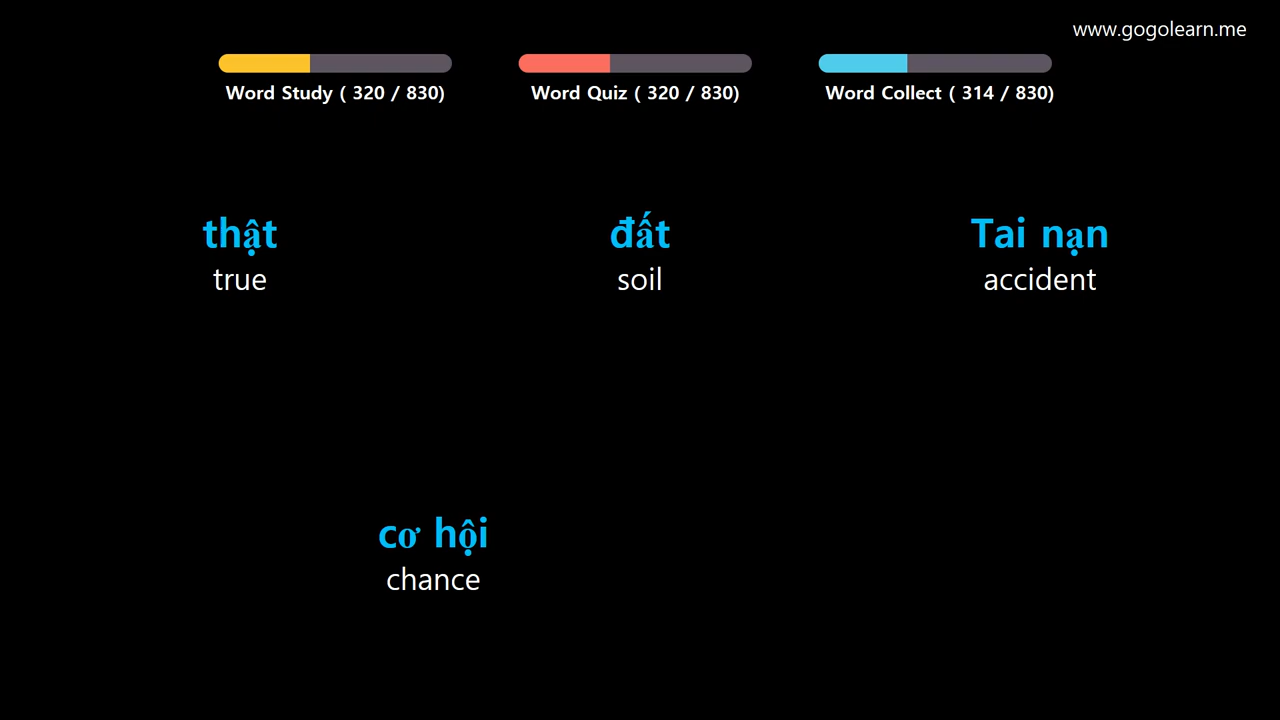 www.gogolearn.me
Word Study ( 320 / 830)
Word Quiz ( 320 / 830)
Word Collect ( 314 / 830)
thật
true
đất
soil
Tai nạn
accident
cơ hội
chance